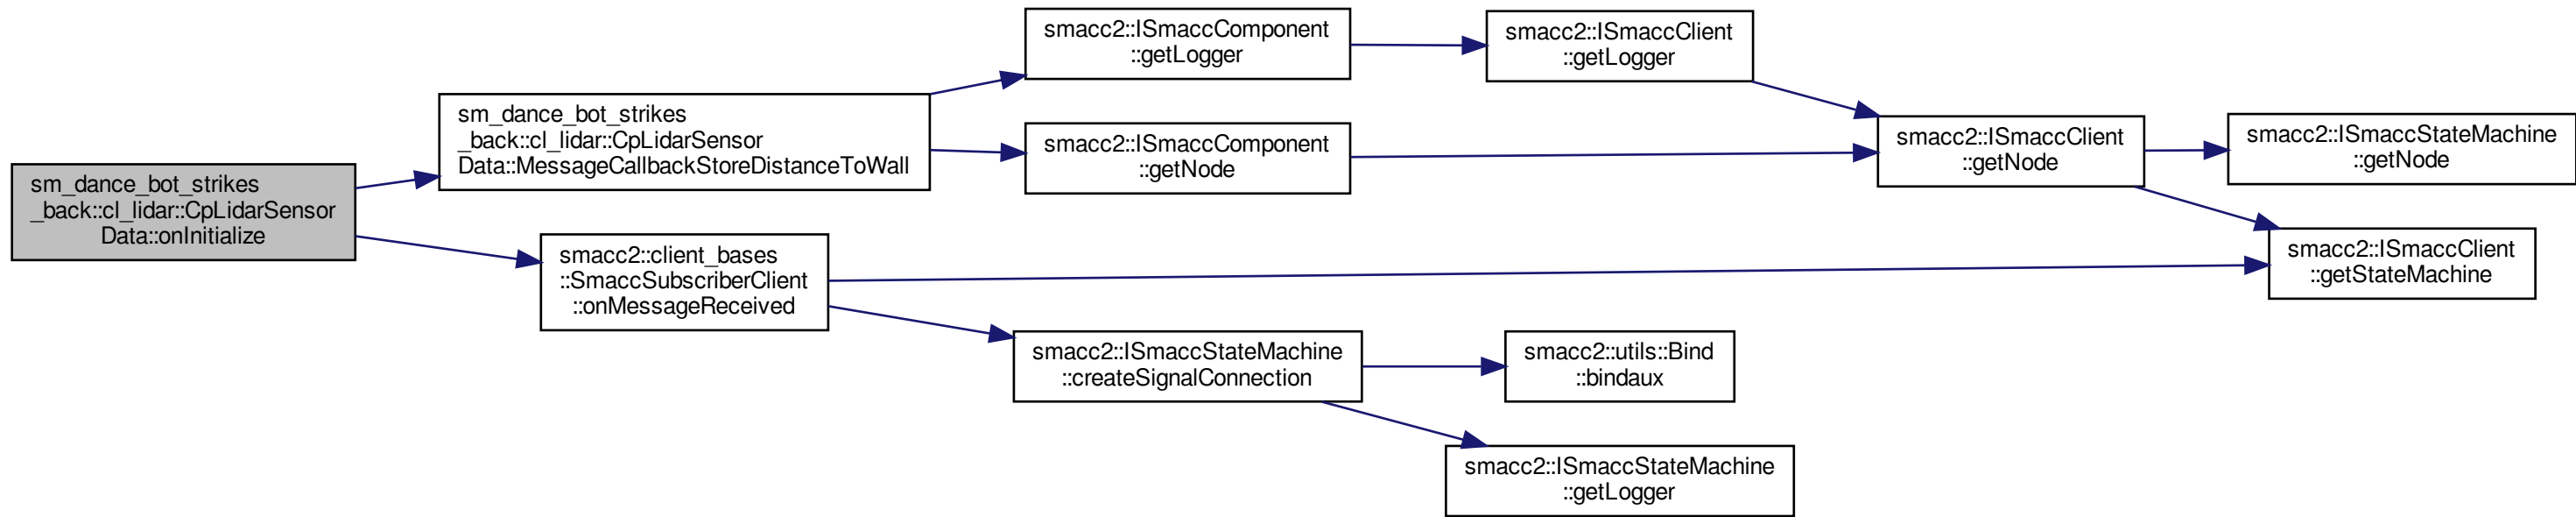 sm_dance_bot_strikes
_back::cl_lidar::CpLidarSensor
Data::onInitialize
sm_dance_bot_strikes
_back::cl_lidar::CpLidarSensor
Data::MessageCallbackStoreDistanceToWall
smacc2::ISmaccComponent
::getLogger
smacc2::ISmaccClient
::getLogger
smacc2::ISmaccComponent
::getNode
smacc2::ISmaccClient
::getNode
smacc2::ISmaccStateMachine
::getNode
smacc2::ISmaccClient
::getStateMachine
smacc2::client_bases
::SmaccSubscriberClient
::onMessageReceived
smacc2::ISmaccStateMachine
::createSignalConnection
smacc2::utils::Bind
::bindaux
smacc2::ISmaccStateMachine
::getLogger